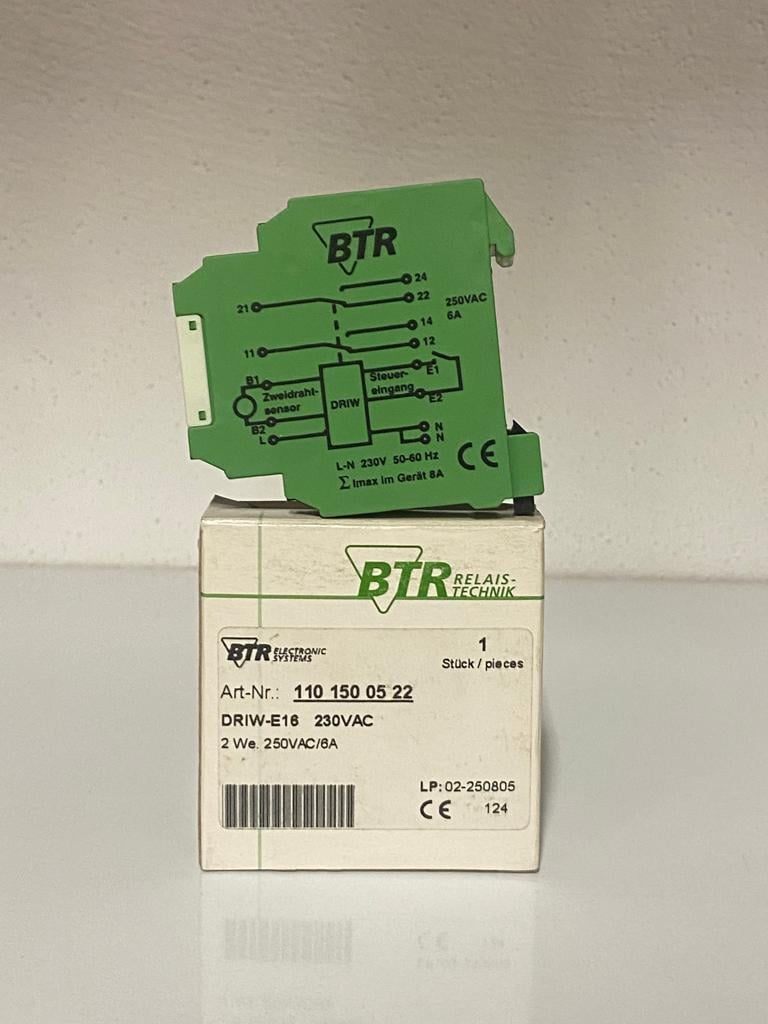 BTR
24
21 22 250VAC
6A
14
11 12
B1 Steuer- E1
Zweidraht- eingang
sensor DRIW E2
B2
L N
N
L-N 230V 50-60 Hz CE
Σ Imax im Gerät 8A
BTR RELAIS-
TECHNIK
BTR ELECTRONIC
SYSTEMS
1
Stück / pieces
Art-Nr.: 110 150 05 22
DRIW-E16 230VAC
2 We. 250VAC/6A
LP: 02-250805
CE 124